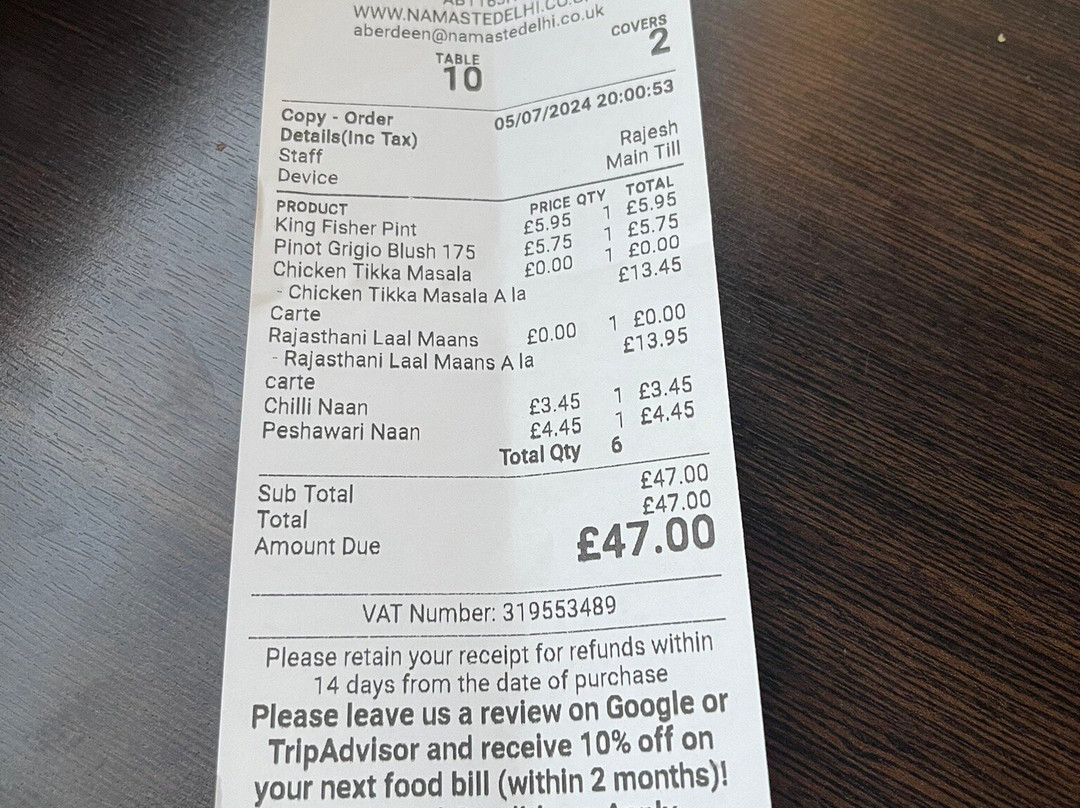 WWW.NAMASTEDELHI.CO.
aberdeen@namastedelhi.co.uk
TABLE COVERS
10 2
Copy - Order 05/07/2024 20:00:53
Details(Inc Tax)
Staff Rajesh
Device Main Till
PRODUCT PRICE QTY TOTAL
King Fisher Pint £5.95 1 £5.95
Pinot Grigio Blush 175 £5.75 1 £5.75
Chicken Tikka Masala £0.00 1 £0.00
- Chicken Tikka Masala A la £13.45
Carte
Rajasthani Laal Maans £0.00 1 £0.00
- Rajasthani Laal Maans A la £13.95
carte
Chilli Naan £3.45 1 £3.45
Peshawari Naan £4.45 1 £4.45
Total Qty 6
Sub Total £47.00
Total £47.00
Amount Due £47.00
VAT Number: 319553489
Please retain your receipt for refunds within
14 days from the date of purchase
Please leave us a review on Google or
TripAdvisor and receive 10% off on
your next food bill (within 2 months)!